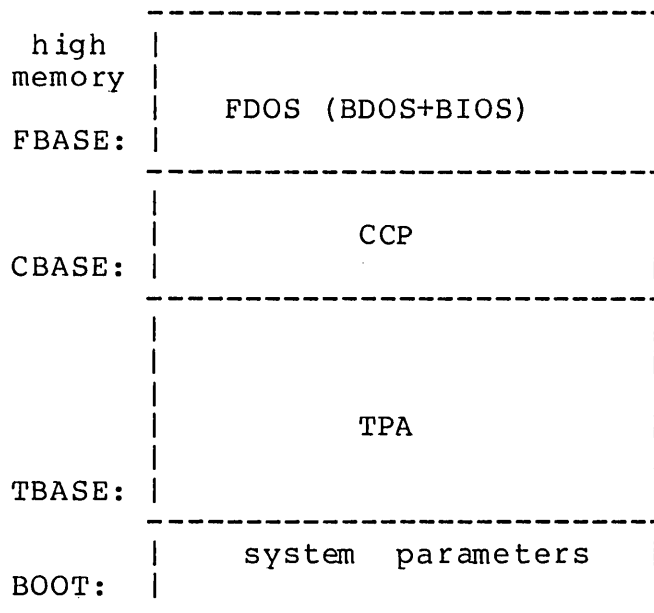 high
memory
FDOS (BDOS+BIOS)
FBASE:
CCP
CBASE:
TPA
TBASE:
system parameters
BOOT: